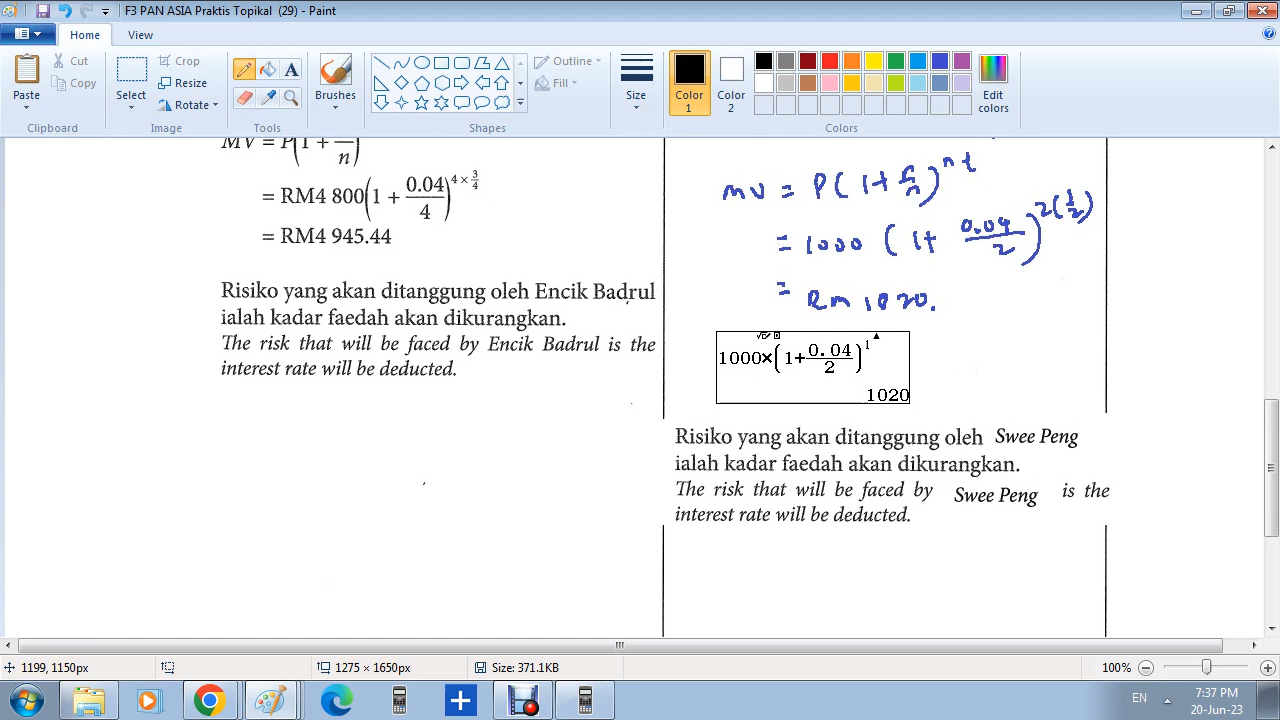 F3 PAN ASIA Praktis Topikal (29) - Paint
Home View
Paste
Cut
Copy
Clipboard
Select
Crop
Resize
Rotate
Image
Tools
Brushes
Shapes
Outline
Fill
Size
Color 1
Color 2
Edit colors
Colors
MV = P(1 + /n)
= RM4 800(1 + 0.04/4)^4 × 3/4
= RM4 945.44
Risiko yang akan ditanggung oleh Encik Badrul
ialah kadar faedah akan dikurangkan.
The risk that will be faced by Encik Badrul is the
interest rate will be deducted.
MV = P(1 + r/n)^nt
= 1000 (1 + 0.04/2)^2(1/2)
= RM 1020.
1000×(1+0.04/2)^1
1020
Risiko yang akan ditanggung oleh Swee Peng
ialah kadar faedah akan dikurangkan.
The risk that will be faced by Swee Peng is the
interest rate will be deducted.
1199, 1150px
1275 × 1650px
Size: 371.1KB
100%
EN
7:37 PM
20-Jun-23